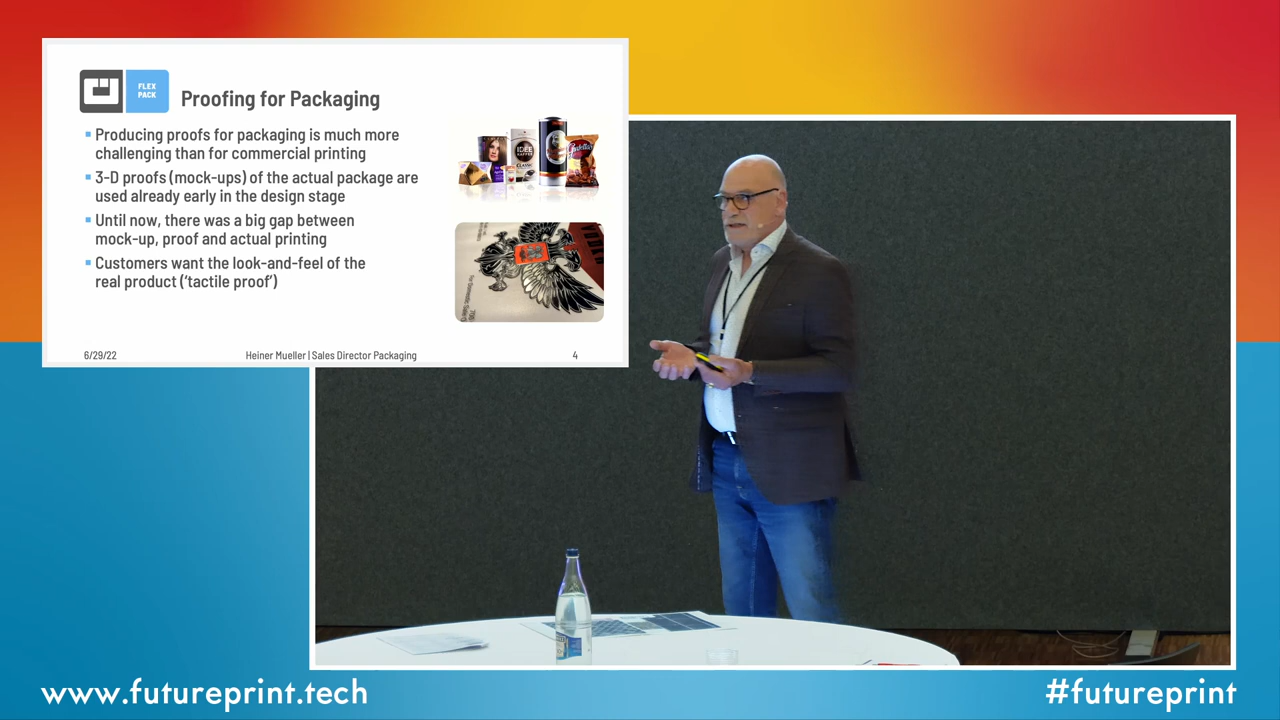 FLEX
PACK
Proofing for Packaging
Producing proofs for packaging is much more
challenging than for commercial printing
3-D proofs (mock-ups) of the actual package are
used already early in the design stage
Until now, there was a big gap between
mock-up, proof and actual printing
Customers want the look-and-feel of the
real product (‘tactile proof’)
IDEE
KAFFEE
CLASSIC
6/29/22
Heiner Mueller | Sales Director Packaging
4
www.futureprint.tech
#futureprint